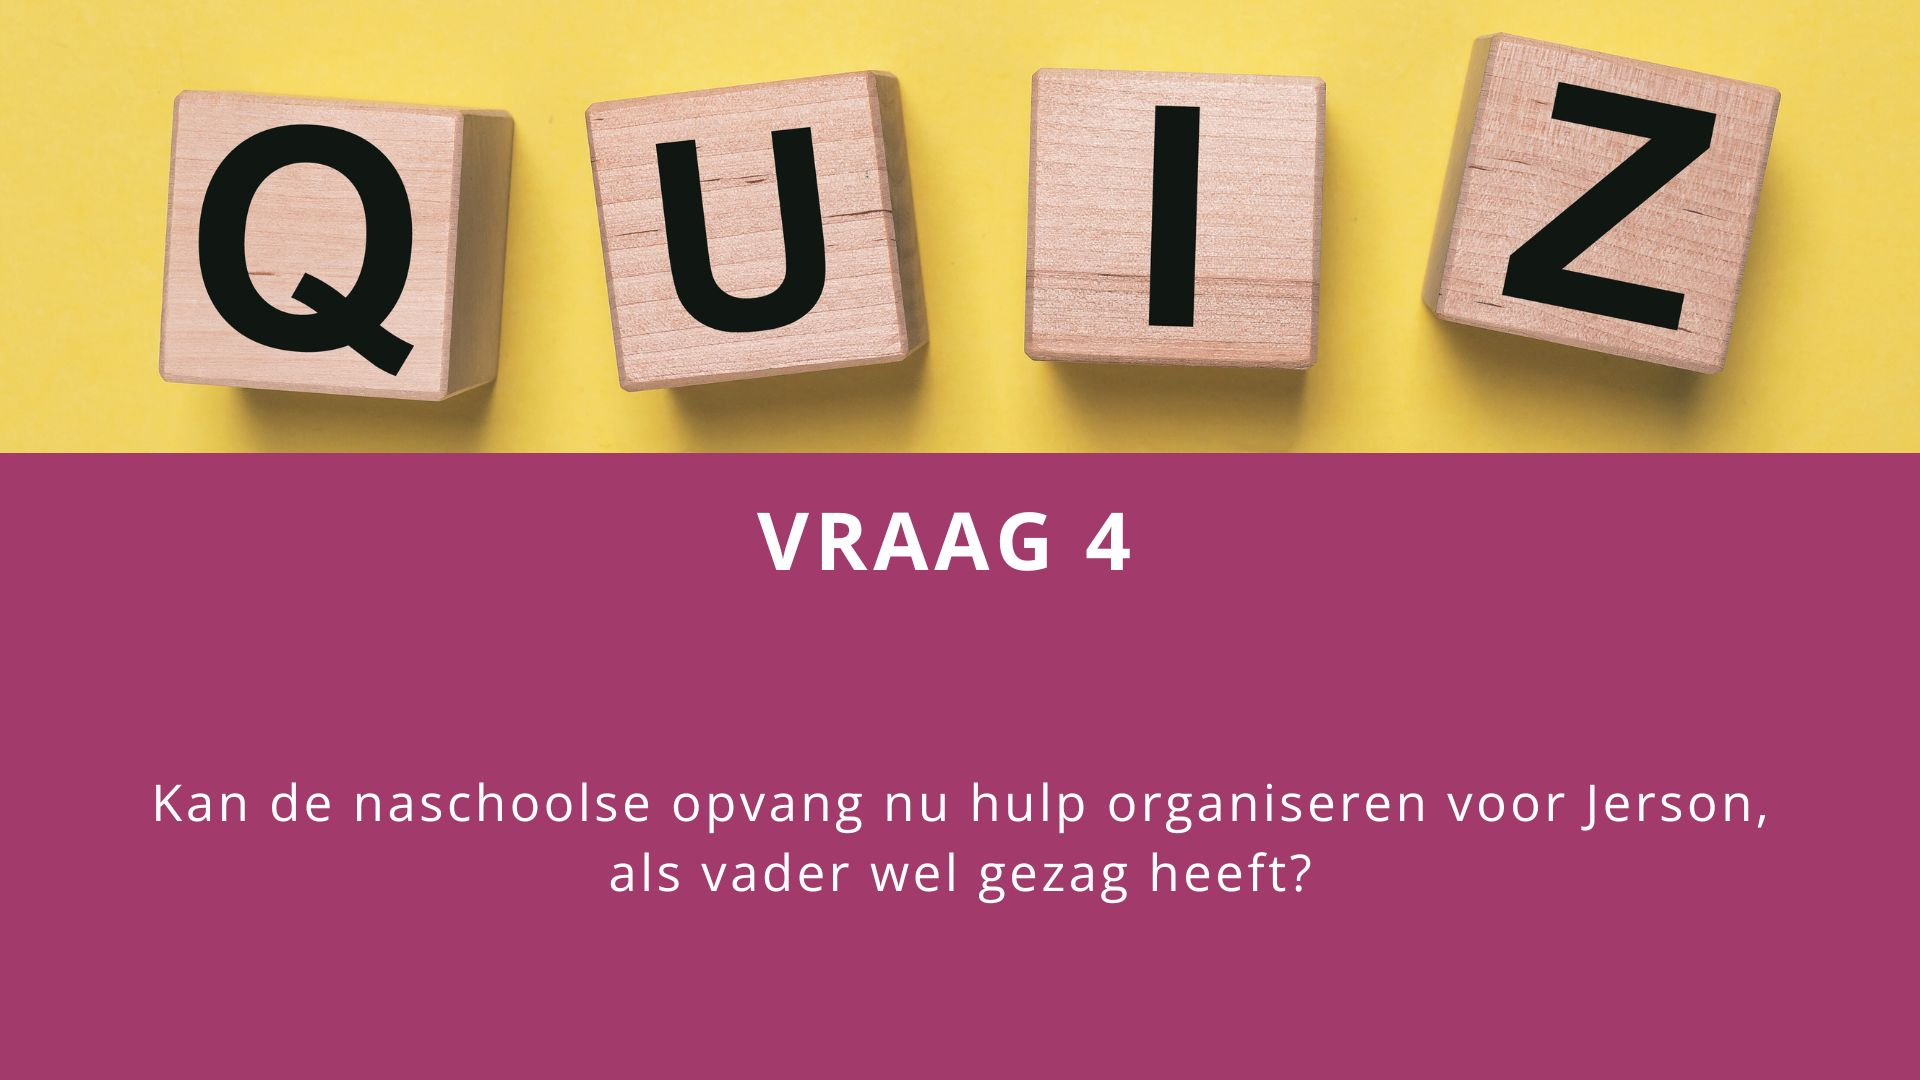 QUIZ
VRAAG 4
Kan de naschoolse opvang nu hulp organiseren voor Jerson,
als vader wel gezag heeft?